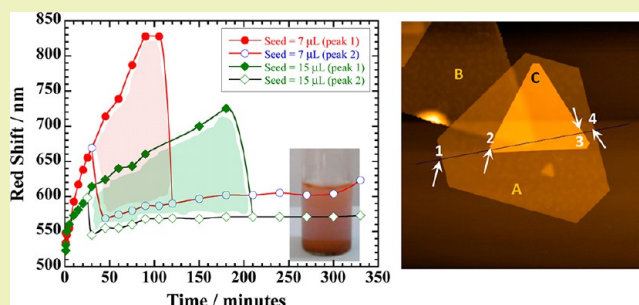 Red Shift / nm
850
800
750
700
650
600
550
500
Seed = 7 μL (peak 1)
Seed = 7 μL (peak 2)
Seed = 15 μL (peak 1)
Seed = 15 μL (peak 2)
0 50 100 150 200 250 300 350
Time / minutes
B
C
A
1
2
3
4